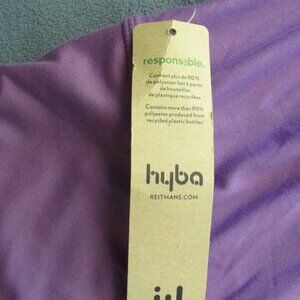 responsible.
Contient plus de 90 %
de polyester fait à partir
de bouteilles
de plastique recyclées
Contains more than 90%
polyester produced from
recycled plastic bottles
hyba
REITMANS.COM